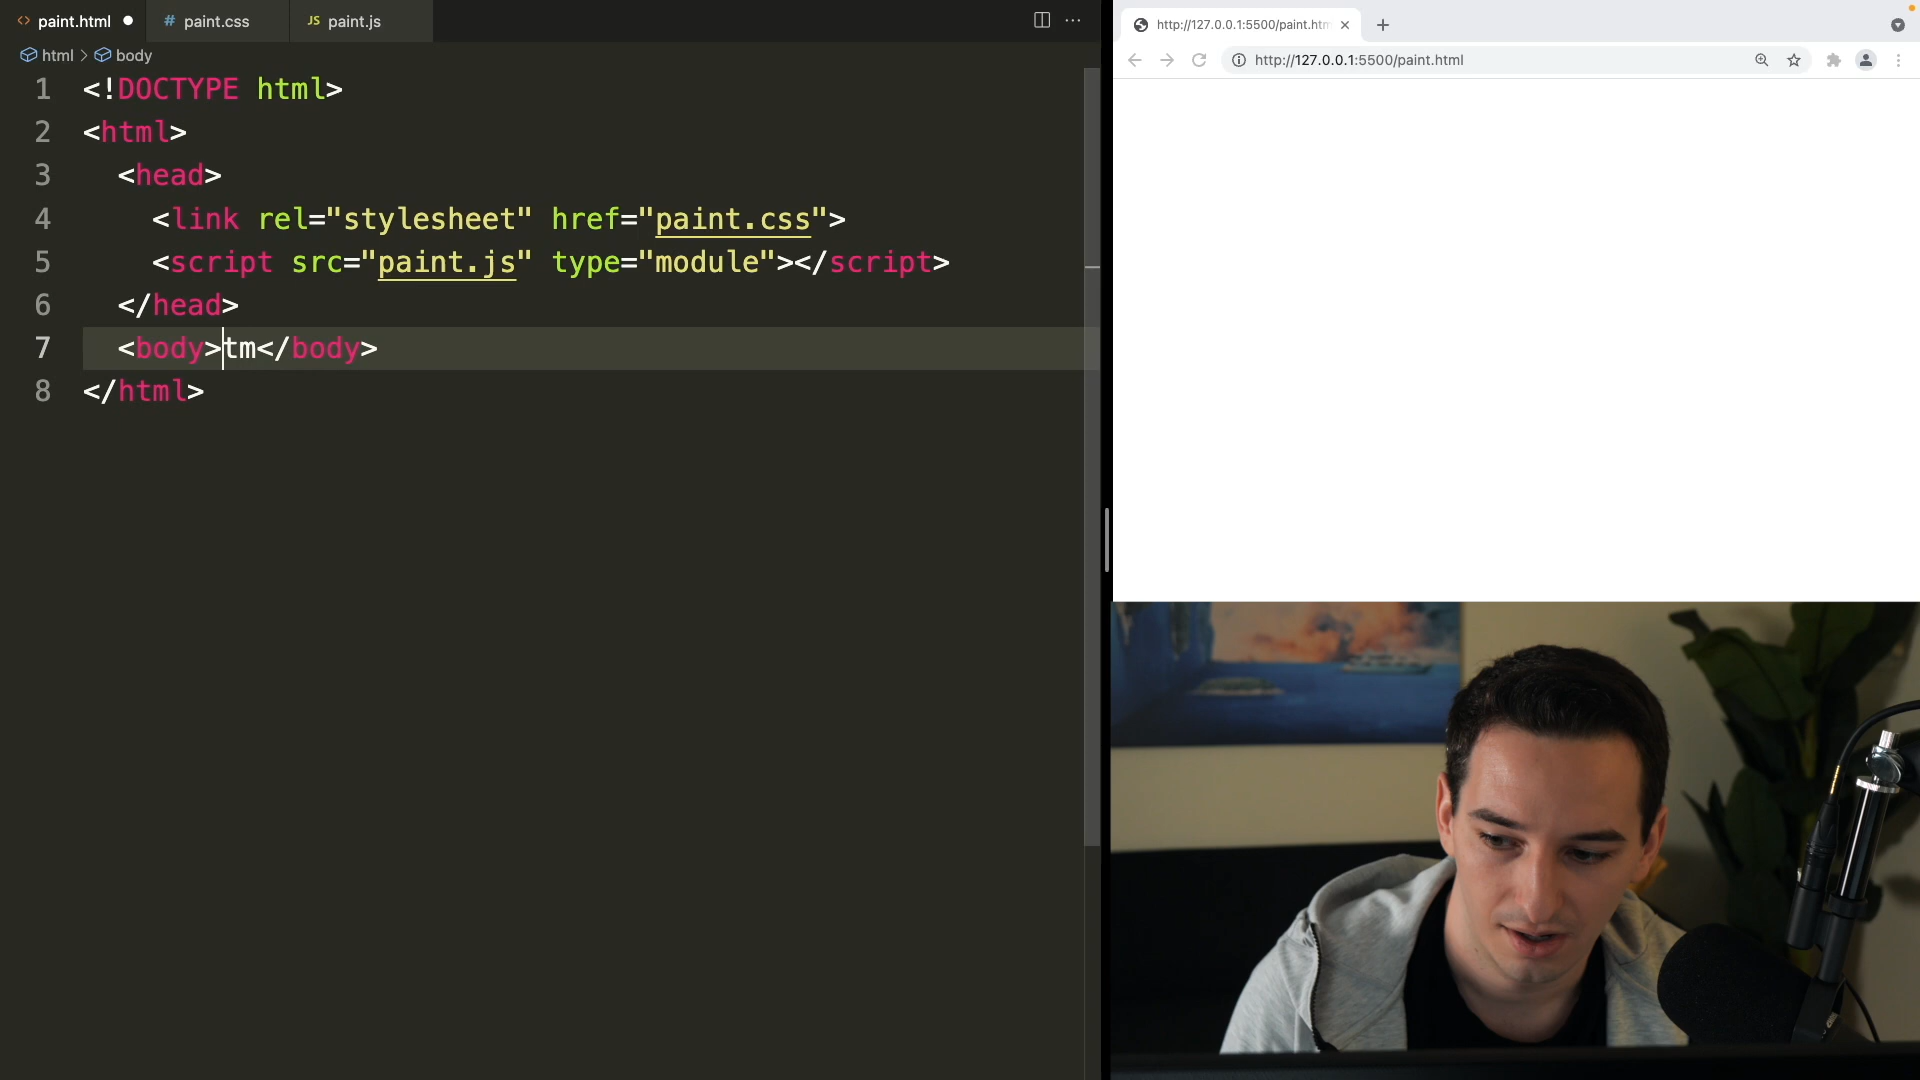 paint.html
# paint.css
JS paint.js
html > body
1 <!DOCTYPE html>
2 <html>
3 <head>
4 <link rel="stylesheet" href="paint.css">
5 <script src="paint.js" type="module"></script>
6 </head>
7 <body>tm</body>
8 </html>
http://127.0.0.1:5500/paint.htm
http://127.0.0.1:5500/paint.html